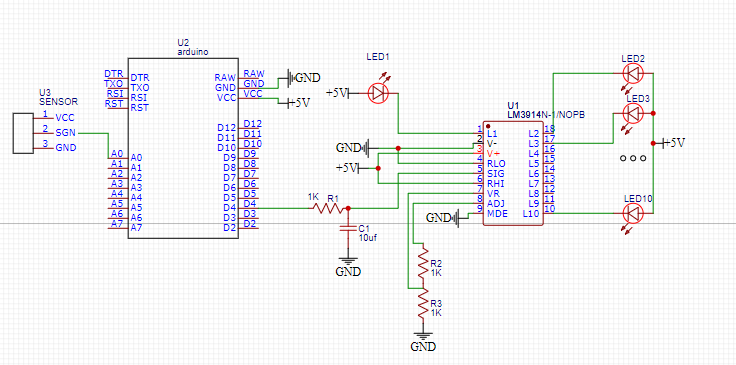 U2
arduino
DTR DTR
TXO TXO
RSI RSI
RST RST
RAW RAW
GND GND
VCC VCC
GND
+5V
D12 D12
D11 D11
D10 D10
D9 D9
D8 D8
D7 D7
D6 D6
D5 D5
D4 D4
D3 D3
D2 D2
A0 A0
A1 A1
A2 A2
A3 A3
A4 A4
A5 A5
A6 A6
A7 A7
U3
SENSOR
1 VCC
2 SGN
3 GND
1K R1
C1
10uf
GND
LED1
+5V
GND
+5V
GND
U1
LM3914N-1/NOPB
1 L1 L2 18
2 V- L3 17
3 V+ L4 16
4 RLO L5 15
5 SIG L6 14
6 RHI L7 13
7 VR L8 12
8 ADJ L9 11
9 MDE L10 10
R2
1K
R3
1K
GND
LED2
LED3
+5V
LED10